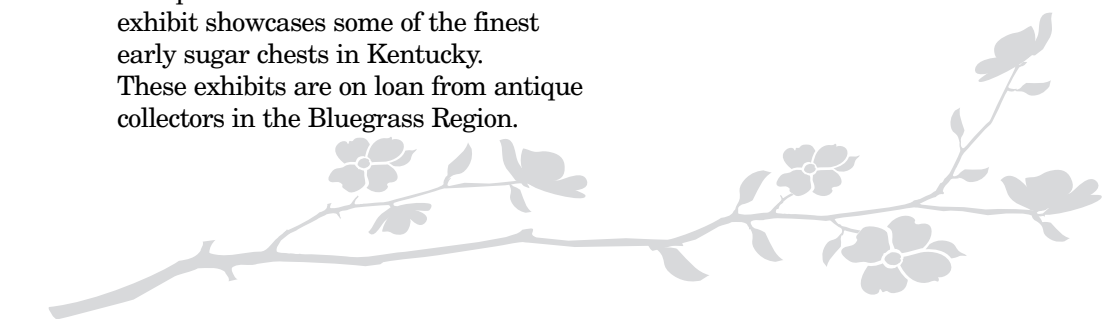 exhibit showcases some of the finest
early sugar chests in Kentucky.
These exhibits are on loan from antique
collectors in the Bluegrass Region.